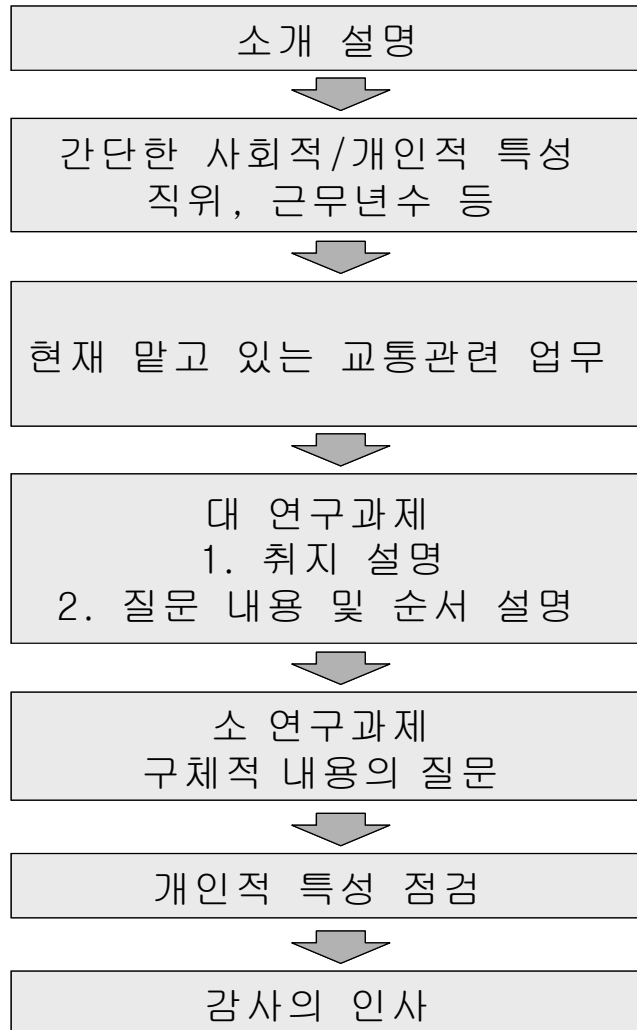 소개 설명
간단한 사회적/개인적 특성
직위, 근무년수 등
현재 맡고 있는 교통관련 업무
대 연구과제
1. 취지 설명
2. 질문 내용 및 순서 설명
소 연구과제
구체적 내용의 질문
개인적 특성 점검
감사의 인사